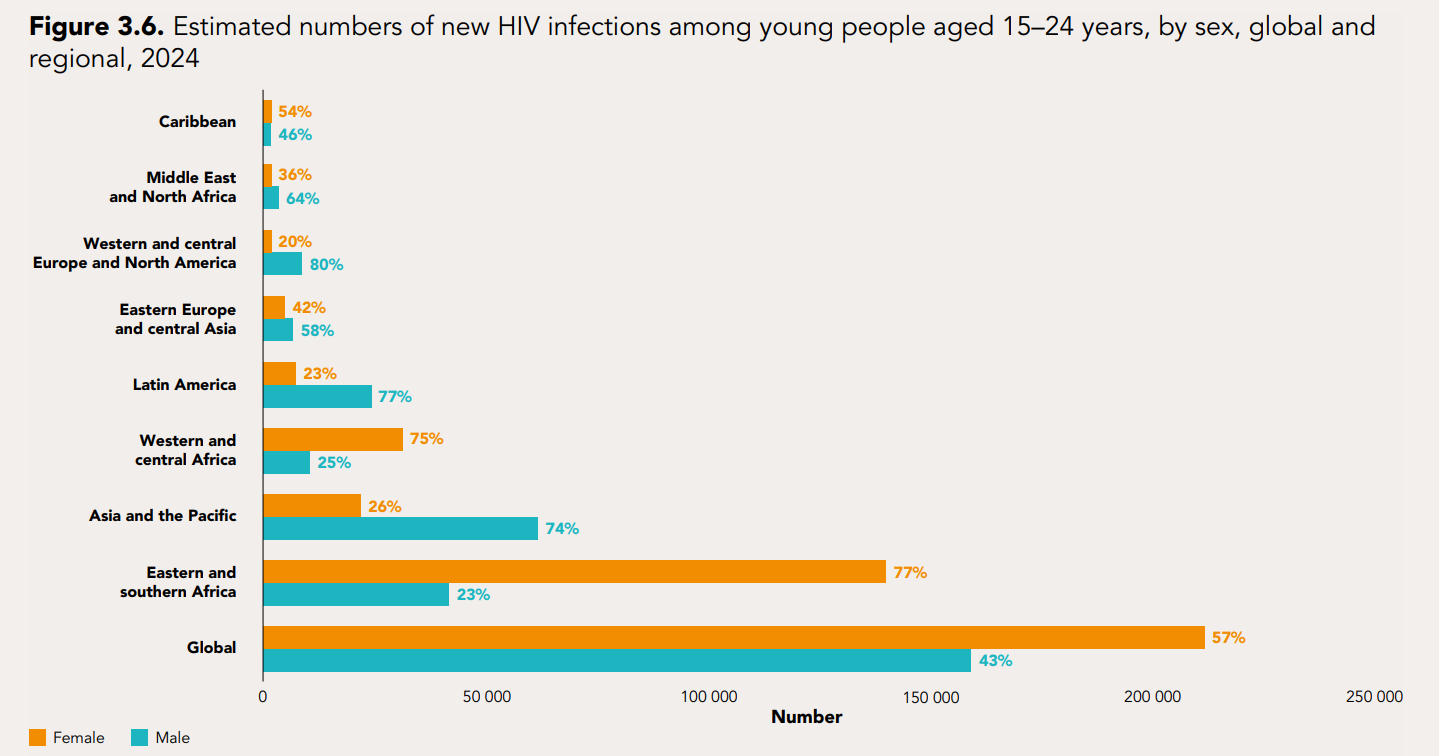 Figure 3.6. Estimated numbers of new HIV infections among young people aged 15–24 years, by sex, global and
regional, 2024
Caribbean
54%
46%
Middle East
and North Africa
36%
64%
Western and central
Europe and North America
20%
80%
Eastern Europe
and central Asia
42%
58%
Latin America
23%
77%
Western and
central Africa
75%
25%
Asia and the Pacific
26%
74%
Eastern and
southern Africa
77%
23%
Global
57%
43%
0 50 000 100 000 150 000 200 000 250 000
Number
Female Male